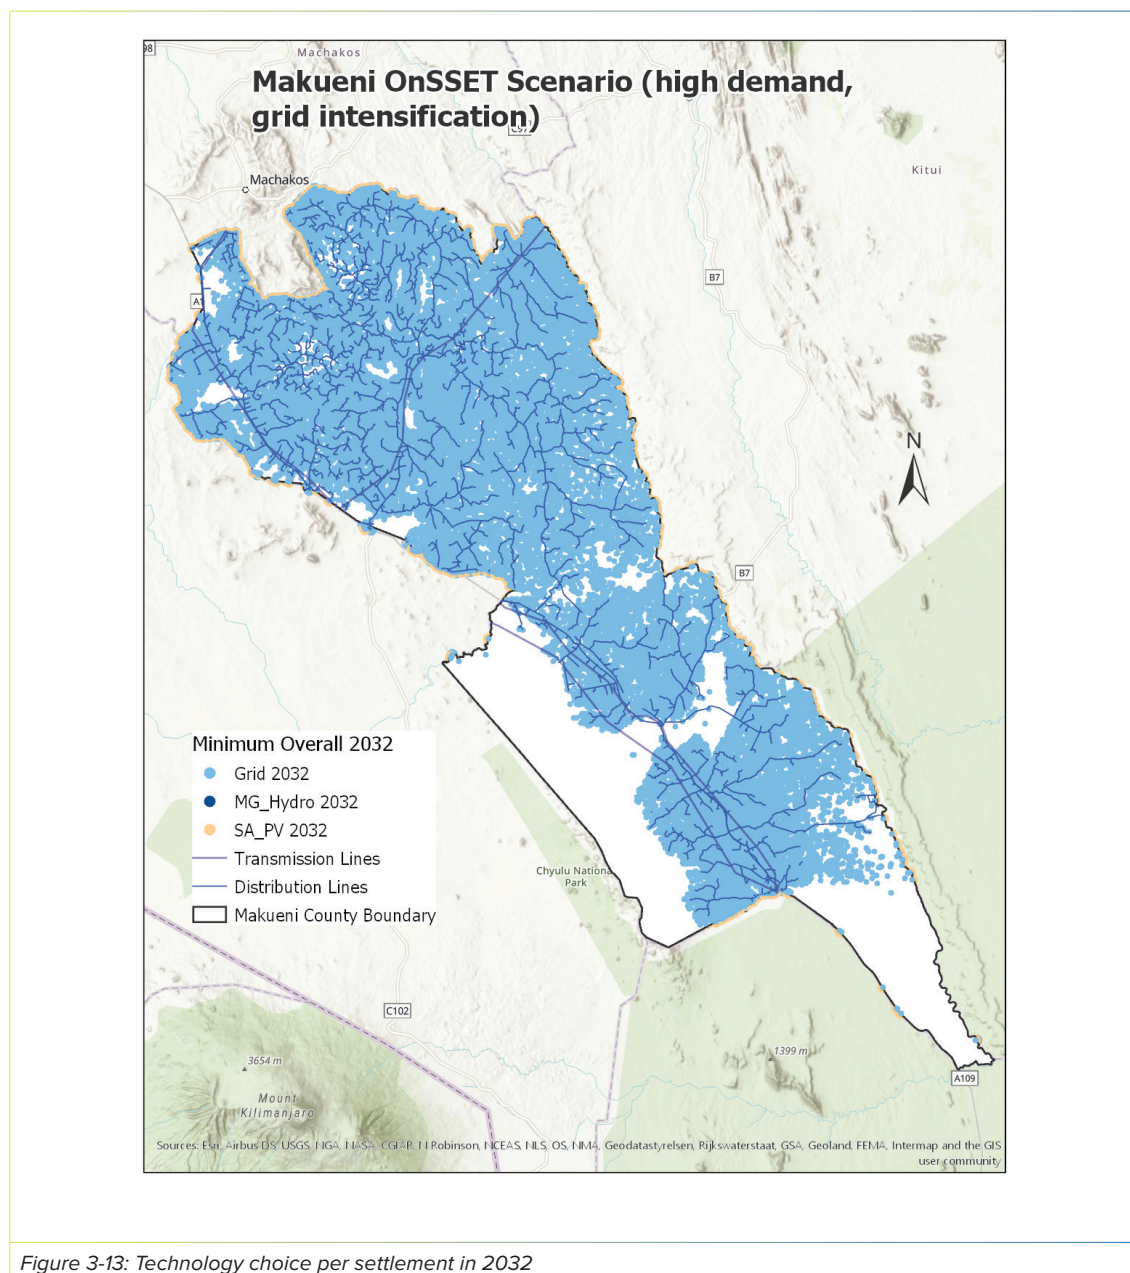 98
Machakos
Makueni OnSSET Scenario (high demand,
grid intensification)
C97
Kitui
Machakos
B7
A1
N
B7
Minimum Overall 2032
Grid 2032
MG_Hydro 2032
SA_PV 2032
Transmission Lines
Distribution Lines
Makueni County Boundary
Chyulu National
Park
C102
3654 m
1399 m
A109
Mount
Kilimanjaro
Sources: Esri, Airbus DS, USGS, NGA, NASA, CGIAR, N Robinson, NCEAS, NLS, OS, NMA, Geodatastyrelsen, Rijkswaterstaat, GSA, Geoland, FEMA, Intermap and the GIS
user community
Figure 3-13: Technology choice per settlement in 2032